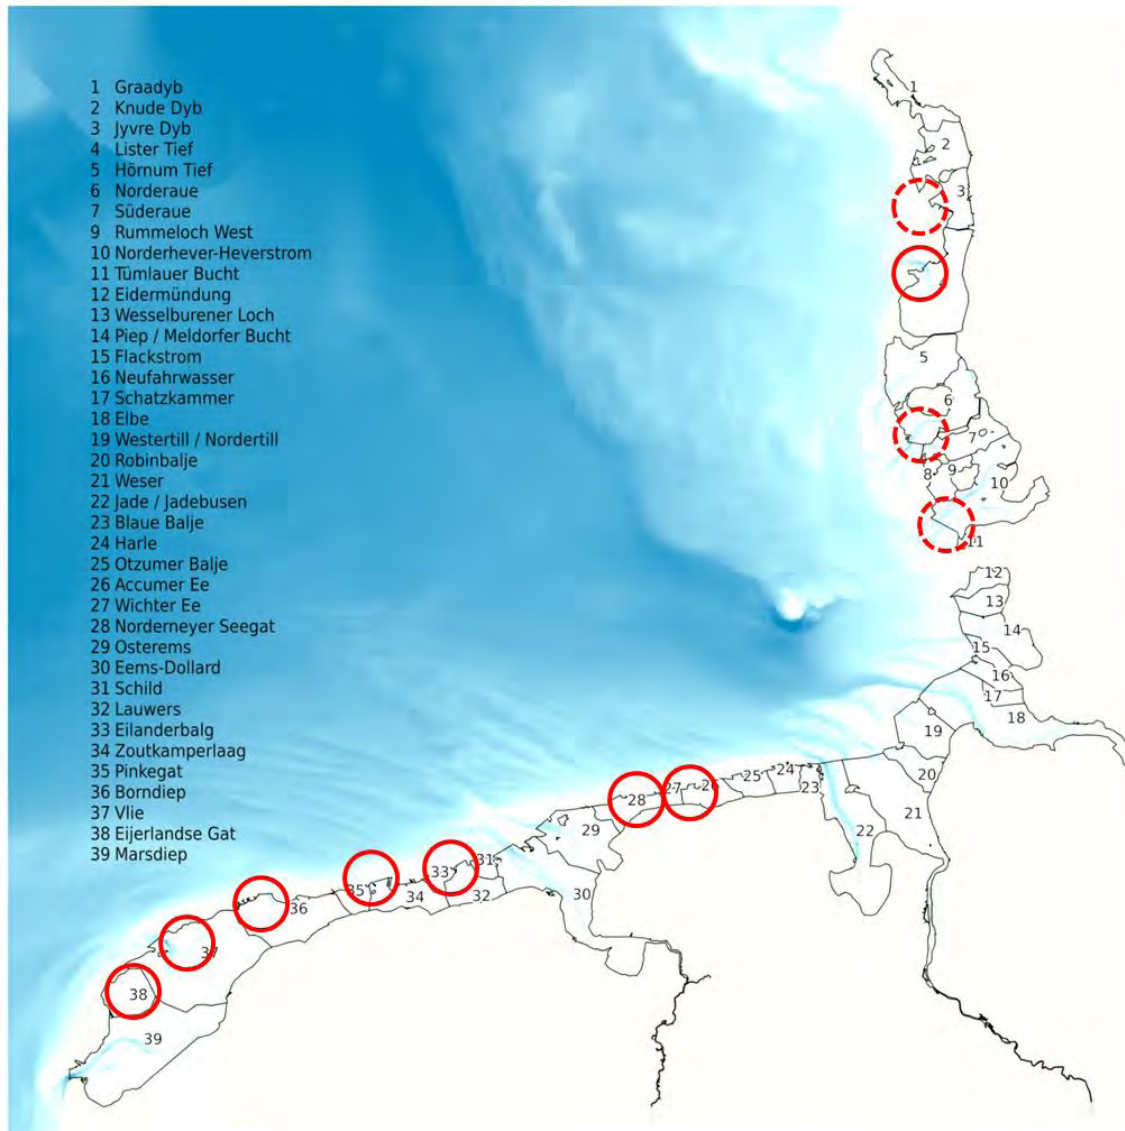 1 Graadyb
2 Knude Dyb
3 Jyvre Dyb
4 Lister Tief
5 Hörnum Tief
6 Norderaue
7 Süderaue
9 Rummeloch West
10 Norderhever-Heverstrom
11 Tümlauer Bucht
12 Eidermündung
13 Wesselburener Loch
14 Piep / Meldorfer Bucht
15 Flackstrom
16 Neufahrwasser
17 Schatzkammer
18 Elbe
19 Westertill / Nordertill
20 Robinbalje
21 Weser
22 Jade / Jadebusen
23 Blaue Balje
24 Harle
25 Otzumer Balje
26 Accumer Ee
27 Wichter Ee
28 Norderneyer Seegat
29 Osterems
30 Eems-Dollard
31 Schild
32 Lauwers
33 Eilanderbalg
34 Zoutkamperlaag
35 Pinkegat
36 Borndiep
37 Vlie
38 Eijerlandse Gat
39 Marsdiep
1
2
3
5
6
7
8
9
10
11
12
13
14
15
16
17
18
19
20
21
22
23
24
25
26
27
28
29
30
31
32
33
34
35
36
37
38
39